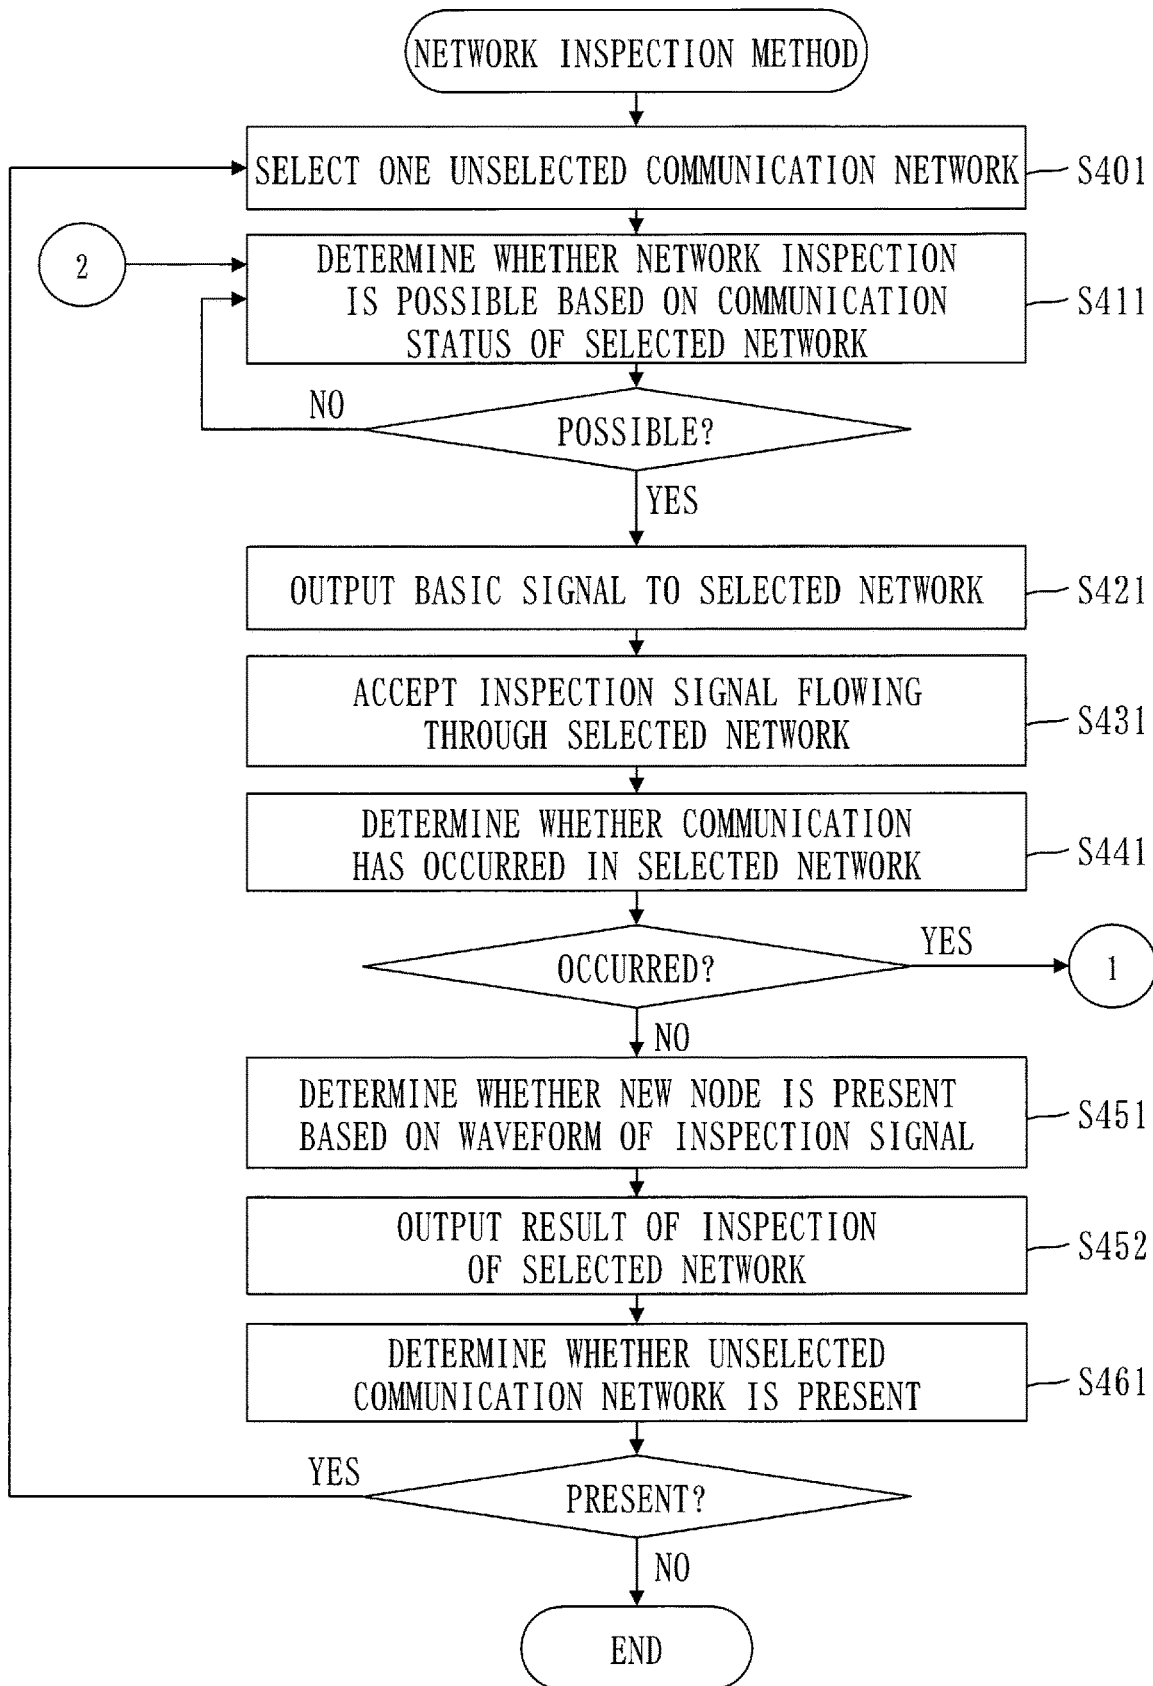 NETWORK INSPECTION METHOD
SELECT ONE UNSELECTED COMMUNICATION NETWORK
S401
2
DETERMINE WHETHER NETWORK INSPECTION
IS POSSIBLE BASED ON COMMUNICATION
STATUS OF SELECTED NETWORK
S411
NO
POSSIBLE?
YES
OUTPUT BASIC SIGNAL TO SELECTED NETWORK
S421
ACCEPT INSPECTION SIGNAL FLOWING
THROUGH SELECTED NETWORK
S431
DETERMINE WHETHER COMMUNICATION
HAS OCCURRED IN SELECTED NETWORK
S441
OCCURRED?
YES
1
NO
DETERMINE WHETHER NEW NODE IS PRESENT
BASED ON WAVEFORM OF INSPECTION SIGNAL
S451
OUTPUT RESULT OF INSPECTION
OF SELECTED NETWORK
S452
DETERMINE WHETHER UNSELECTED
COMMUNICATION NETWORK IS PRESENT
S461
YES
PRESENT?
NO
END